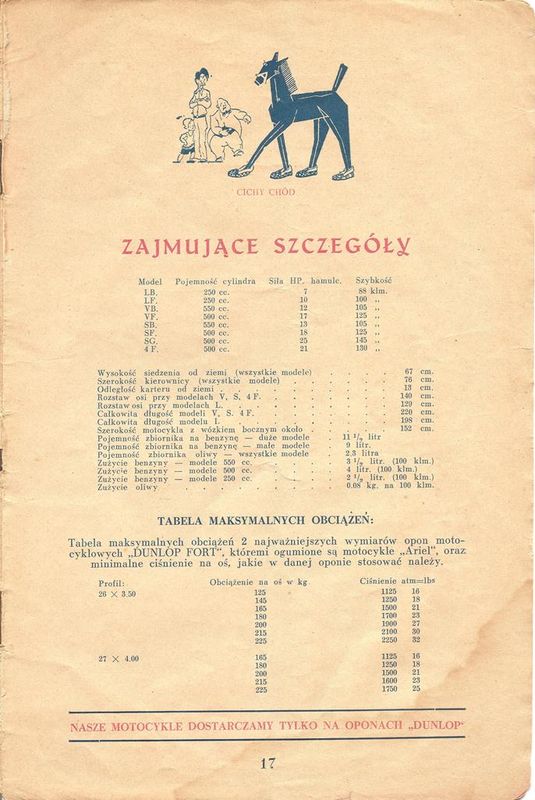 CICHY CHÓD
ZAJMUJĄCE SZCZEGÓŁY
Model Pojemność cylindra Siła HP. hamulc. Szybkość
LB. 250 cc. 7 88 klm.
LF. 250 cc. 10 100 „
VB. 550 cc. 12 105 „
VF. 500 cc. 17 125 „
SB. 550 cc. 13 105 „
SF. 500 cc. 18 125 „
SG. 500 cc. 25 145 „
4 F. 500 cc. 21 130 „
Wysokość siedzenia od ziemi (wszystkie modele) 67 cm.
Szerokość kierownicy (wszystkie modele) 76 cm.
Odległość karteru od ziemi 13 cm.
Rozstaw osi przy modelach V, S, 4 F. 140 cm.
Rozstaw osi przy modelach L. 129 cm.
Całkowita długość modeli V, S. 4 F. 220 cm.
Całkowita długość modelu I. 198 cm.
Szerokość motocykla z wózkiem bocznym około 152 cm.
Pojemność zbiornika na benzynę — duże modele 11 1/2 litr
Pojemność zbiornika na benzynę — małe modele 9 litr.
Pojemność zbiornika oliwy — wszystkie modele 2,3 litra
Zużycie benzyny — modele 550 cc. 3 1/2 litr. (100 klm.)
Zużycie benzyny — modele 500 cc. 4 litr. (100 klm.)
Zużycie benzyny — modele 250 cc. 2 1/2 litr. (100 klm.)
Zużycie oliwy 0.08 kg. na 100 klm.
TABELA MAKSYMALNYCH OBCIĄŻEŃ:
Tabela maksymalnych obciążeń 2 najważniejszych wymiarów opon moto-
cyklowych „DUNLOP FORT", któremi ogumione są motocykle „Ariel", oraz
minimalne ciśnienie na oś, jakie w danej oponie stosować należy.
Profil: Obciążenie na oś w kg. Ciśnienie atm=lbs
26 × 3.50 125 1125 16
145 1250 18
165 1500 21
180 1700 23
200 1900 27
215 2100 30
225 2250 32
27 × 4.00 165 1125 16
180 1250 18
200 1500 21
215 1600 23
225 1750 25
NASZE MOTOCYKLE DOSTARCZAMY TYLKO NA OPONACH „DUNLOP"
17